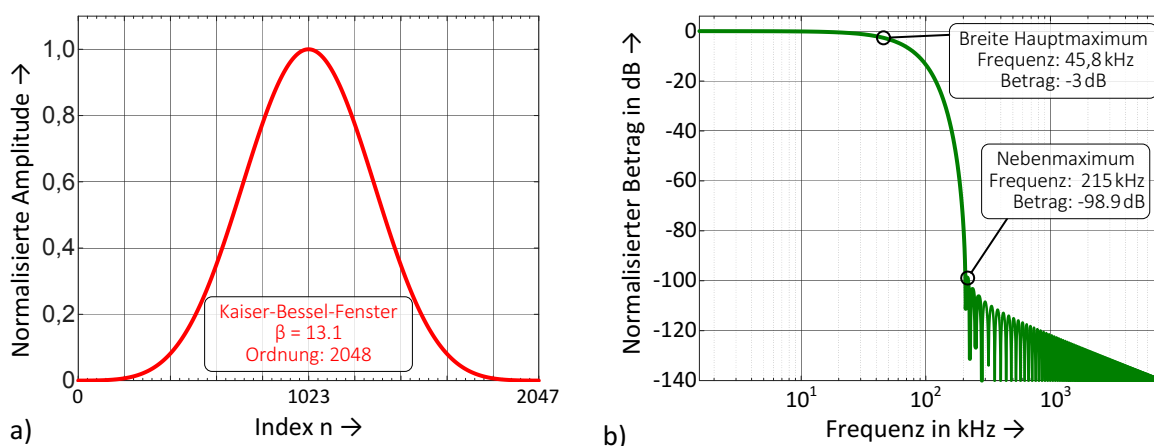 Normalisierte Amplitude →
1,0
0,8
0,6
0,4
0,2
0
0
1023
2047
Index n →
Kaiser-Bessel-Fenster
β = 13.1
Ordnung: 2048
a)
Normalisierter Betrag in dB →
0
-20
-40
-60
-80
-100
-120
-140
10¹
10²
10³
Frequenz in kHz →
Breite Hauptmaximum
Frequenz: 45,8 kHz
Betrag: -3 dB
Nebenmaximum
Frequenz: 215 kHz
Betrag: -98.9 dB
b)